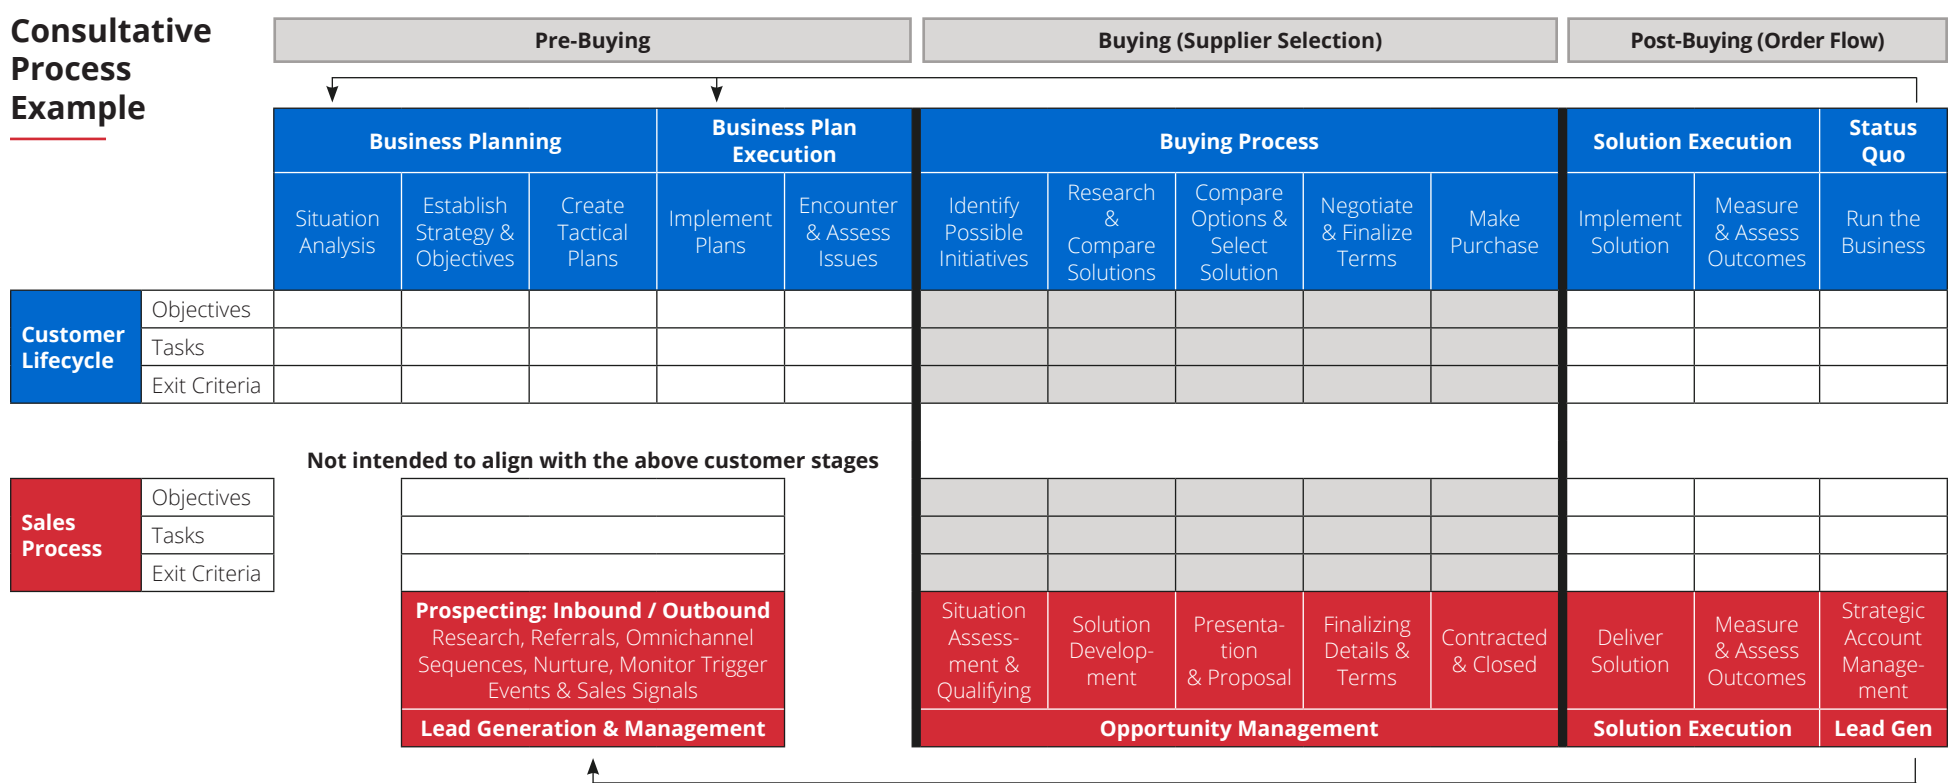 Consultative
Process
Example
Pre-Buying
Buying (Supplier Selection)
Post-Buying (Order Flow)
Business Planning
Business Plan
Execution
Buying Process
Solution Execution
Status
Quo
Situation
Analysis
Establish
Strategy &
Objectives
Create
Tactical
Plans
Implement
Plans
Encounter
& Assess
Issues
Identify
Possible
Initiatives
Research
&
Compare
Solutions
Compare
Options &
Select
Solution
Negotiate
& Finalize
Terms
Make
Purchase
Implement
Solution
Measure
& Assess
Outcomes
Run the
Business
Customer
Lifecycle
Objectives
Tasks
Exit Criteria
Not intended to align with the above customer stages
Sales
Process
Objectives
Tasks
Exit Criteria
Prospecting: Inbound / Outbound
Research, Referrals, Omnichannel
Sequences, Nurture, Monitor Trigger
Events & Sales Signals
Situation
Assess-
ment &
Qualifying
Solution
Develop-
ment
Presenta-
tion
& Proposal
Finalizing
Details &
Terms
Contracted
& Closed
Deliver
Solution
Measure
& Assess
Outcomes
Strategic
Account
Manage-
ment
Lead Generation & Management
Opportunity Management
Solution Execution
Lead Gen